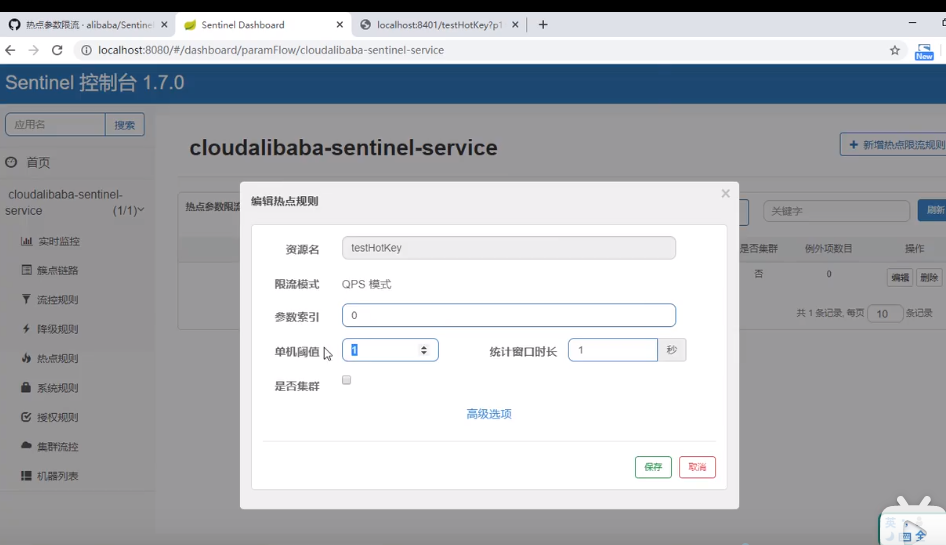 热点参数限流 · alibaba/Sentine
Sentinel Dashboard
localhost:8401/testHotKey?p1
localhost:8080/#/dashboard/paramFlow/cloudalibaba-sentinel-service
New
Sentinel 控制台 1.7.0
应用名
搜索
首页
cloudalibaba-sentinel-service
(1/1)
实时监控
簇点链路
流控规则
降级规则
热点规则
系统规则
授权规则
集群流控
机器列表
cloudalibaba-sentinel-service
新增热点限流规则
热点参数限流
关键字
刷新
是否集群
例外项数目
操作
否
0
编辑
删除
共 1 条记录, 每页 10 条记录
编辑热点规则
资源名
testHotKey
限流模式
QPS 模式
参数索引
0
单机阈值
1
统计窗口时长
1
秒
是否集群
高级选项
保存
取消
英